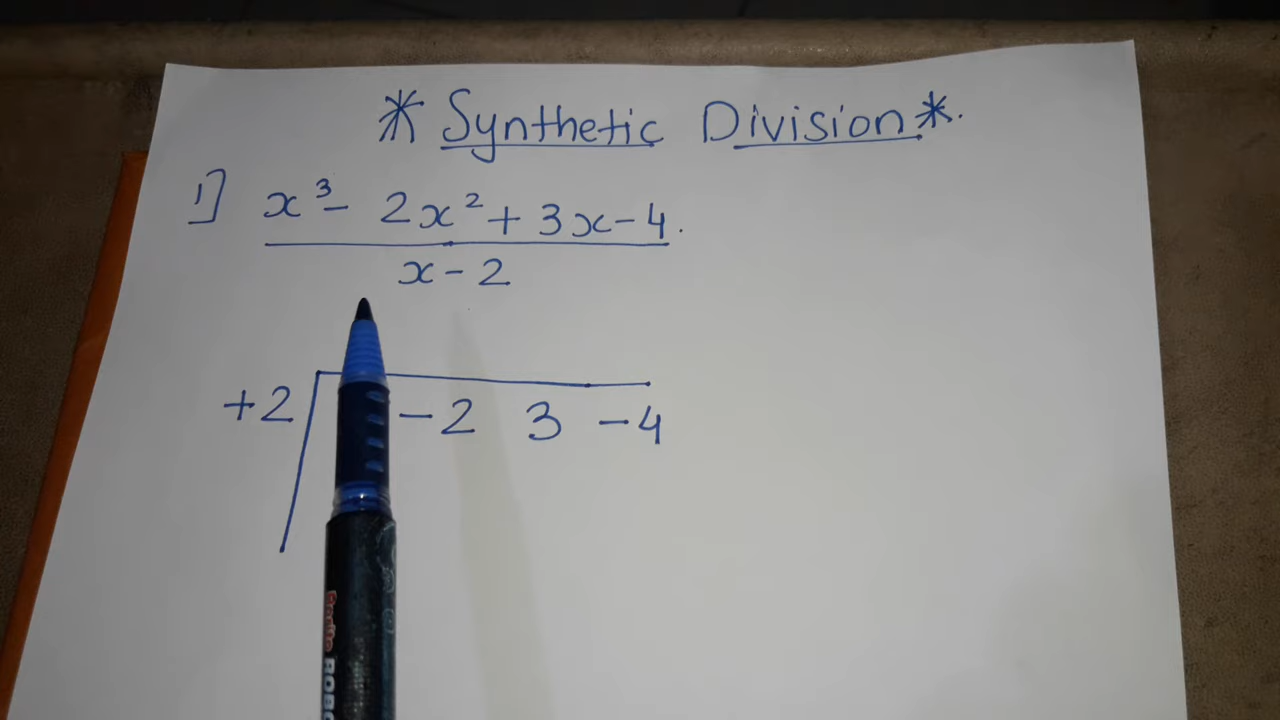 * Synthetic Division *.
1] x³ - 2x² + 3x - 4.
x - 2
+2 - 2 3 - 4